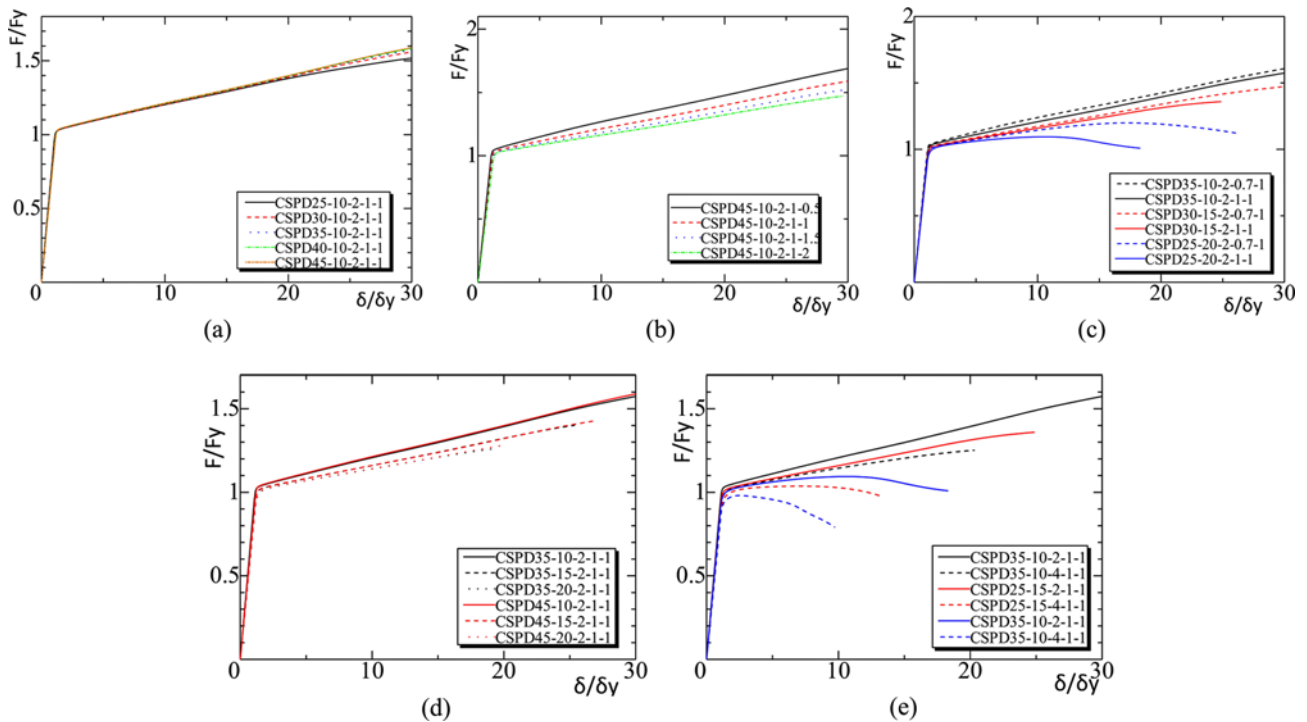 F/Fy
1.5
1
0.5
0
10
20
30
δ/δy
CSPD25-10-2-1-1
CSPD30-10-2-1-1
CSPD35-10-2-1-1
CSPD40-10-2-1-1
CSPD45-10-2-1-1
(a)
F/Fy
2
1
0
10
20
30
δ/δy
CSPD45-10-2-1-0.5
CSPD45-10-2-1-1
CSPD45-10-2-1-1.5
CSPD45-10-2-1-2
(b)
F/Fy
2
1
0
10
20
30
δ/δy
CSPD35-10-2-0.7-1
CSPD35-10-2-1-1
CSPD30-15-2-0.7-1
CSPD30-15-2-1-1
CSPD25-20-2-0.7-1
CSPD25-20-2-1-1
(c)
F/Fy
1.5
1
0.5
0
10
20
30
δ/δy
CSPD35-10-2-1-1
CSPD35-15-2-1-1
CSPD35-20-2-1-1
CSPD45-10-2-1-1
CSPD45-15-2-1-1
CSPD45-20-2-1-1
(d)
F/Fy
1.5
1
0.5
0
10
20
30
δ/δy
CSPD35-10-2-1-1
CSPD35-10-4-1-1
CSPD25-15-2-1-1
CSPD25-15-4-1-1
CSPD35-10-2-1-1
CSPD35-10-4-1-1
(e)